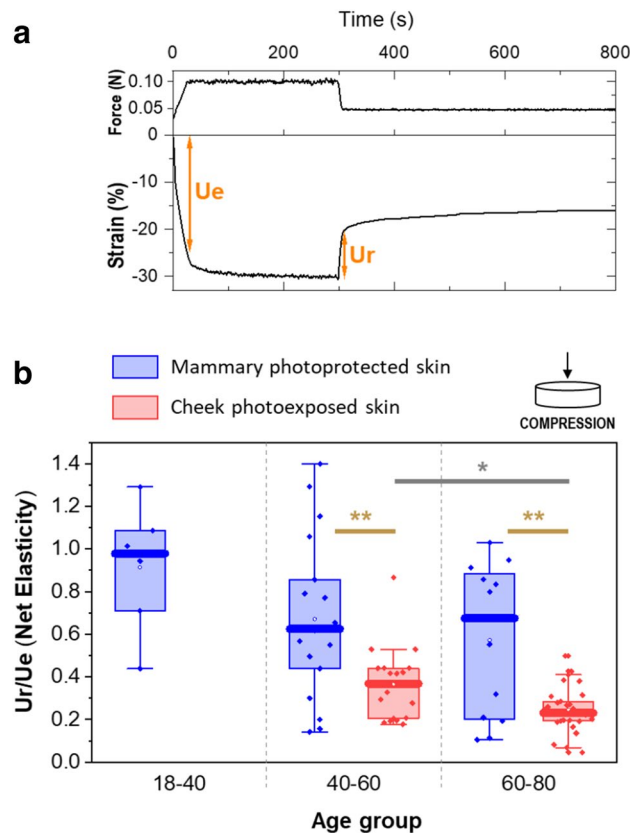 a
Time (s)
0 200 400 600 800
Force (N)
0.10
0.05
0
Strain (%)
-10
-20
-30
Ue
Ur
b
Mammary photoprotected skin
Cheek photoexposed skin
COMPRESSION
Ur/Ue (Net Elasticity)
1.4
1.2
1.0
0.8
0.6
0.4
0.2
0.0
*
** **
18-40 40-60 60-80
Age group